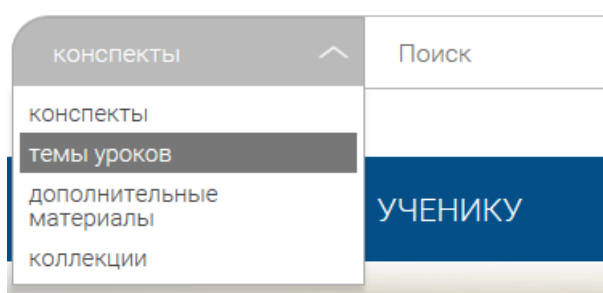 конспекты
Поиск
конспекты
темы уроков
дополнительные
материалы
УЧЕНИКУ
коллекции